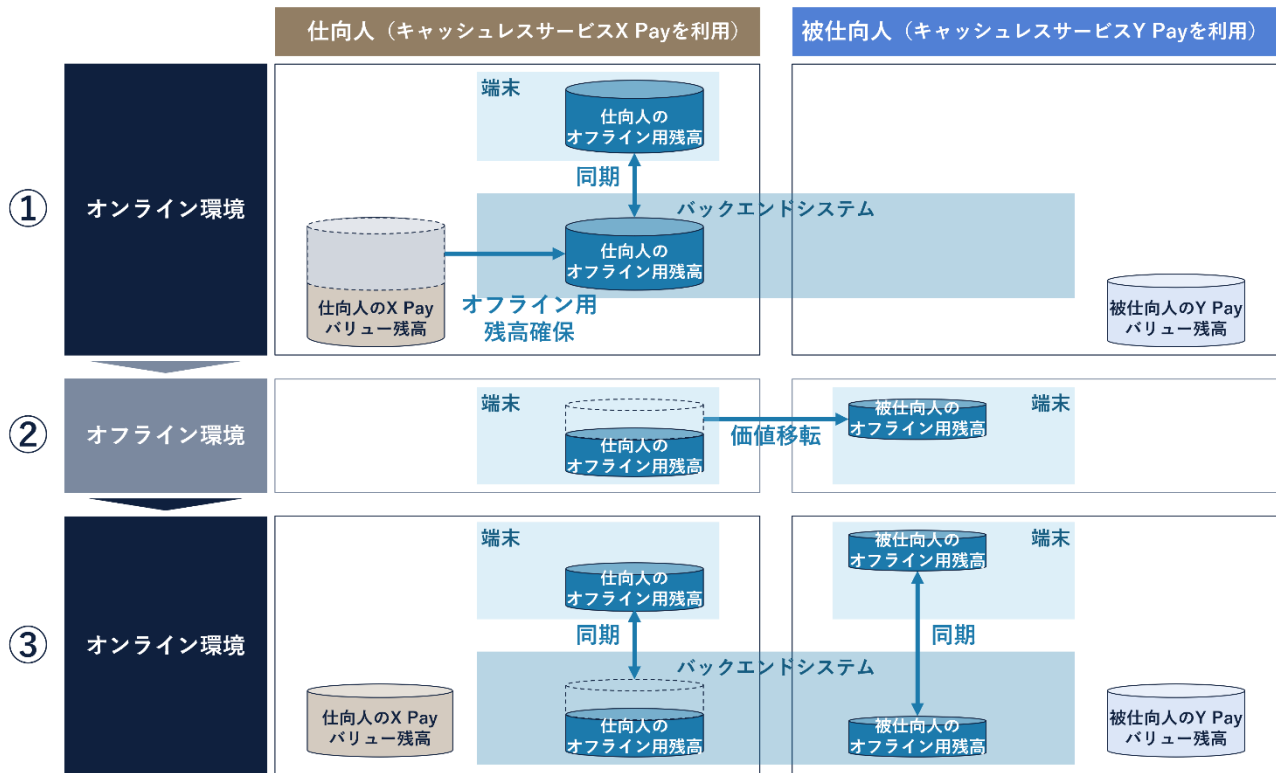 仕向人（キャッシュレスサービスX Payを利用）
被仕向人（キャッシュレスサービスY Payを利用）
①
オンライン環境
端末
仕向人の
オフライン用残高
同期
バックエンドシステム
仕向人の
オフライン用残高
仕向人のX Pay
バリュー残高
オフライン用
残高確保
被仕向人のY Pay
バリュー残高
②
オフライン環境
端末
仕向人の
オフライン用残高
価値移転
被仕向人の
オフライン用残高
端末
③
オンライン環境
端末
仕向人の
オフライン用残高
同期
被仕向人の
オフライン用残高
端末
同期
バックエンドシステム
仕向人のX Pay
バリュー残高
仕向人の
オフライン用残高
被仕向人の
オフライン用残高
被仕向人のY Pay
バリュー残高